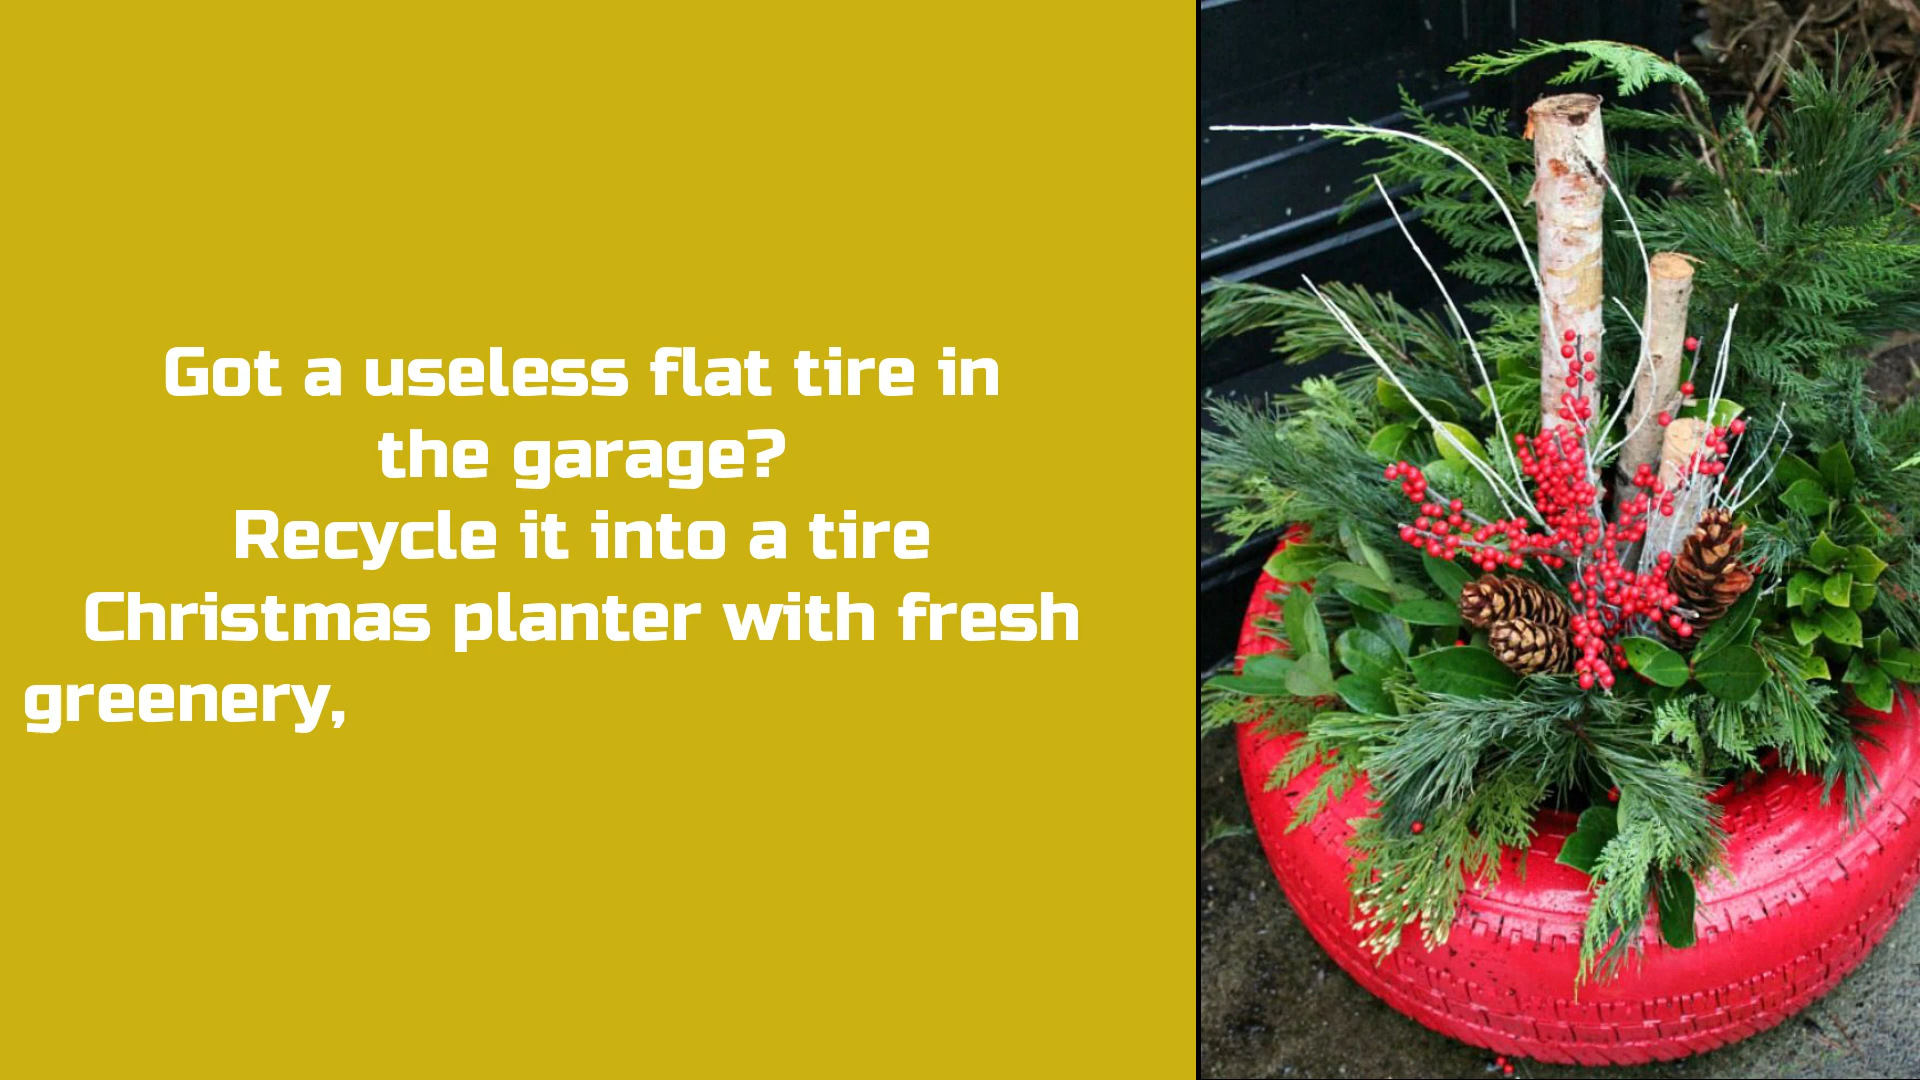 Got a useless flat tire in
the garage?
Recycle it into a tire
Christmas planter with fresh
greenery,